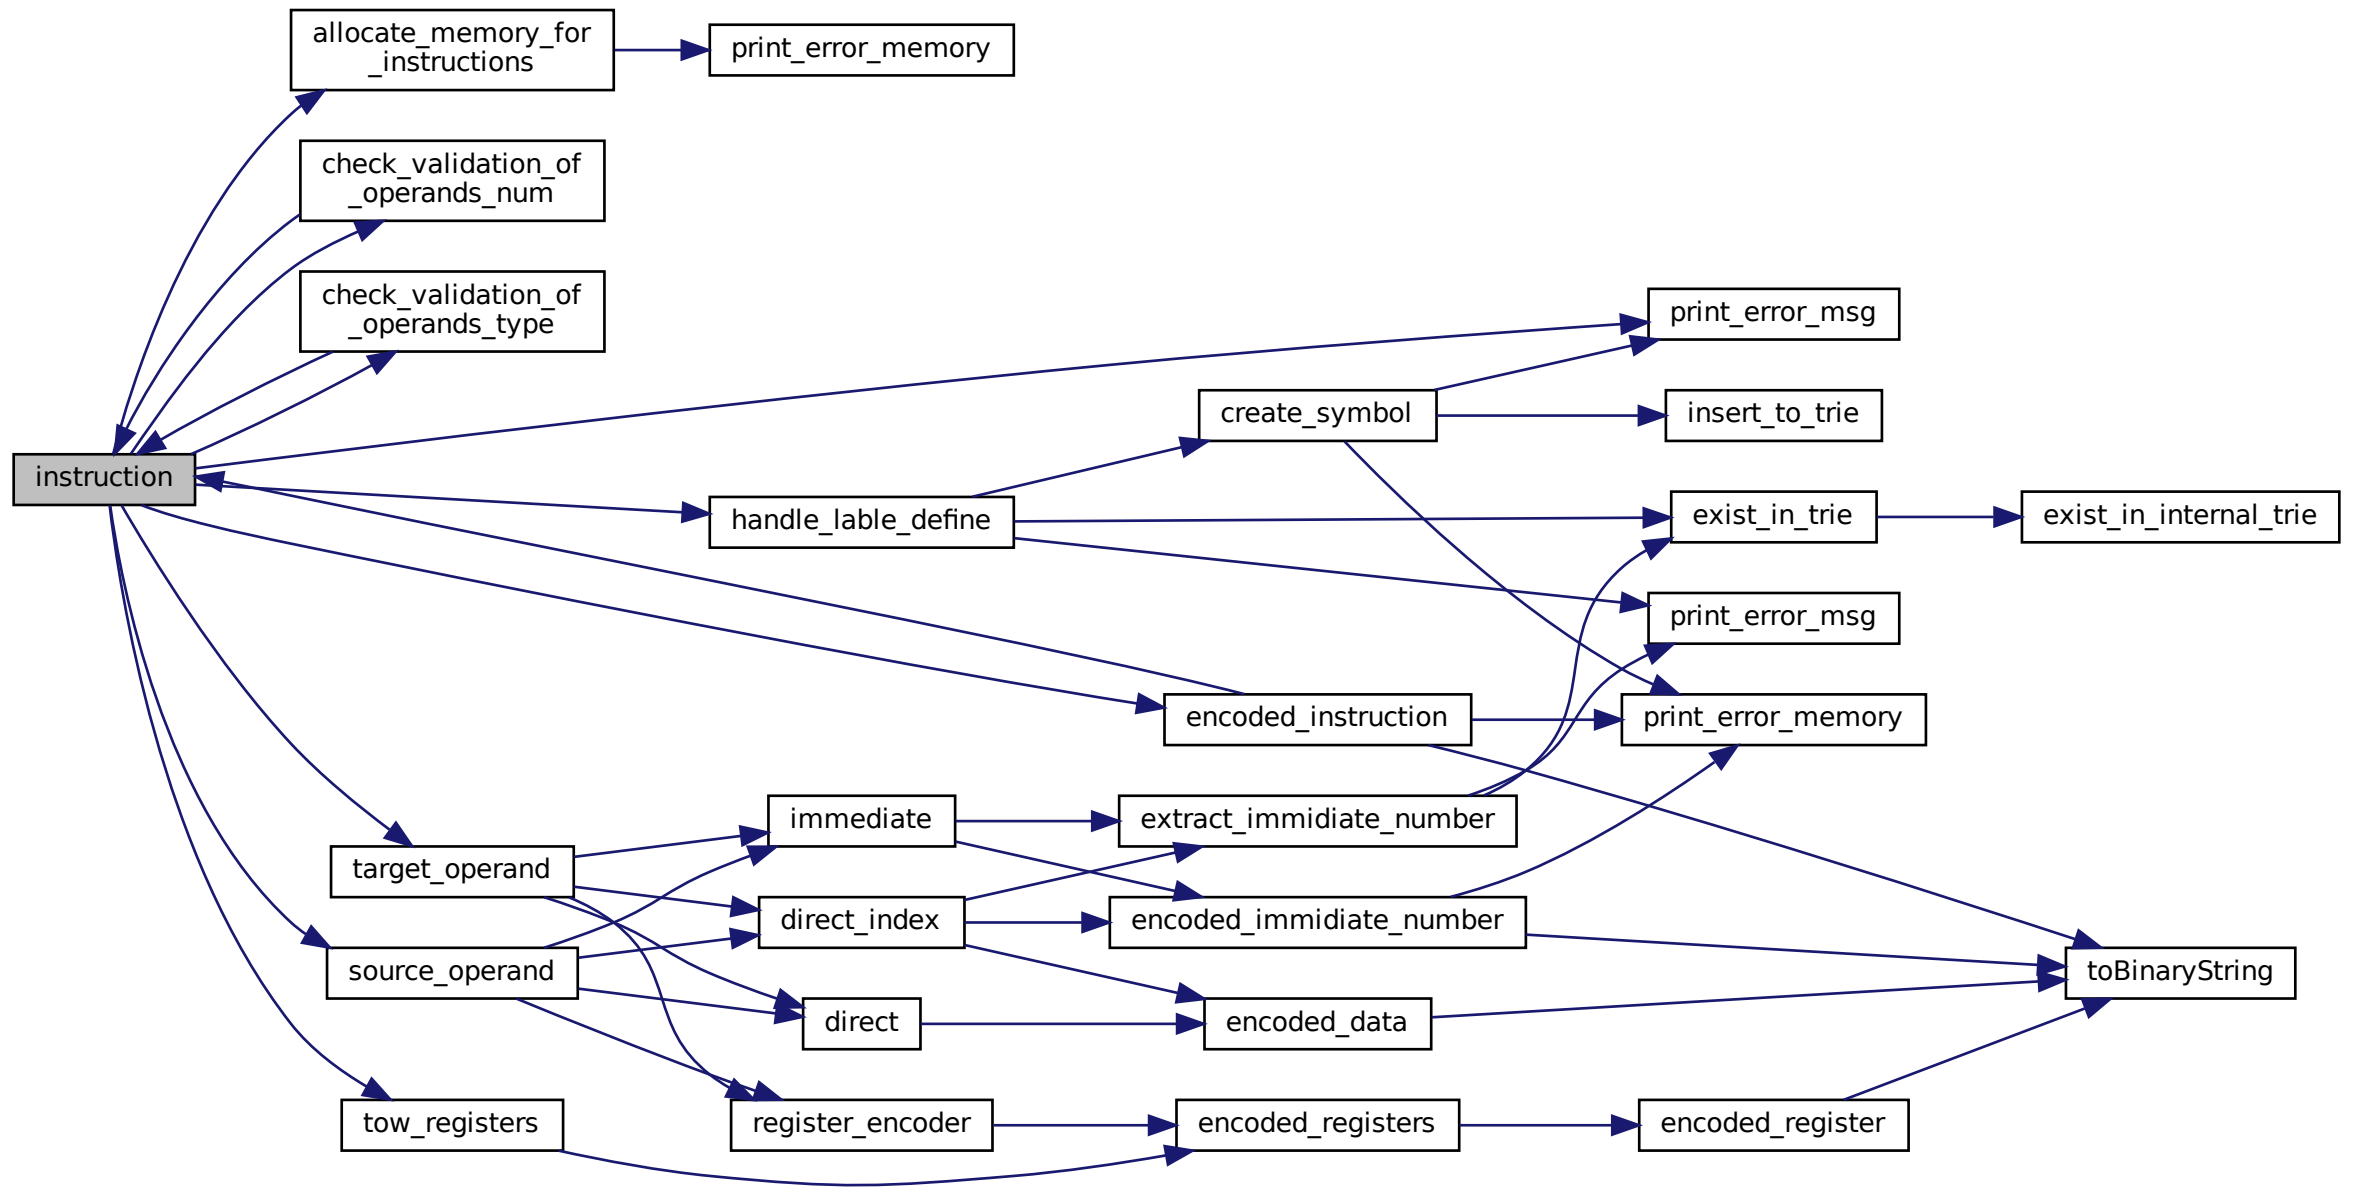 allocate_memory_for
_instructions
print_error_memory
check_validation_of
_operands_num
check_validation_of
_operands_type
print_error_msg
create_symbol
insert_to_trie
instruction
handle_lable_define
exist_in_trie
exist_in_internal_trie
print_error_msg
encoded_instruction
print_error_memory
immediate
extract_immidiate_number
target_operand
direct_index
encoded_immidiate_number
source_operand
toBinaryString
direct
encoded_data
tow_registers
register_encoder
encoded_registers
encoded_register